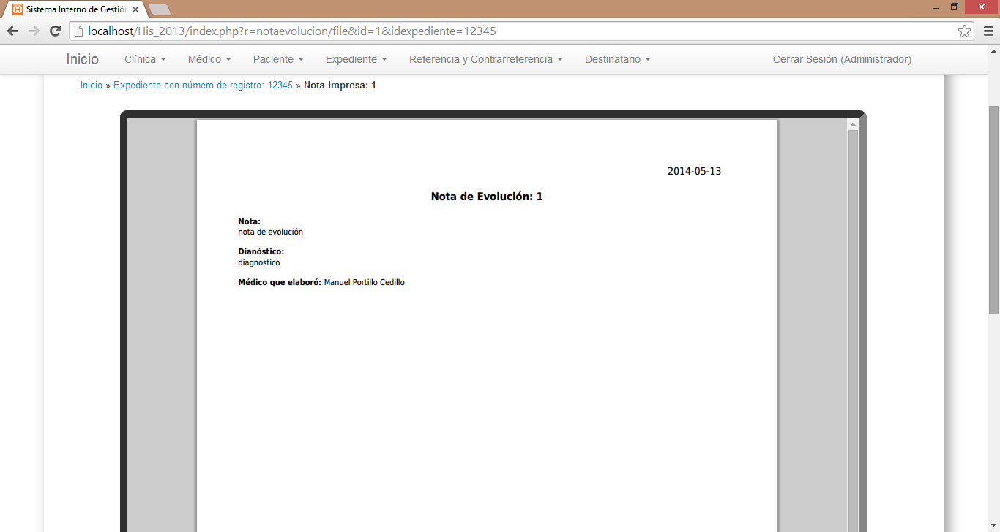 Sistema Interno de Gestió
localhost/His_2013/index.php?r=notaevolucion/file&id=1&idexpediente=12345
Inicio Clínica Médico Paciente Expediente Referencia y Contrarreferencia Destinatario Cerrar Sesión (Administrador)
Inicio » Expediente con número de registro: 12345 » Nota impresa: 1
2014-05-13
Nota de Evolución: 1
Nota:
nota de evolución
Dianóstico:
diagnostico
Médico que elaboró: Manuel Portillo Cedillo